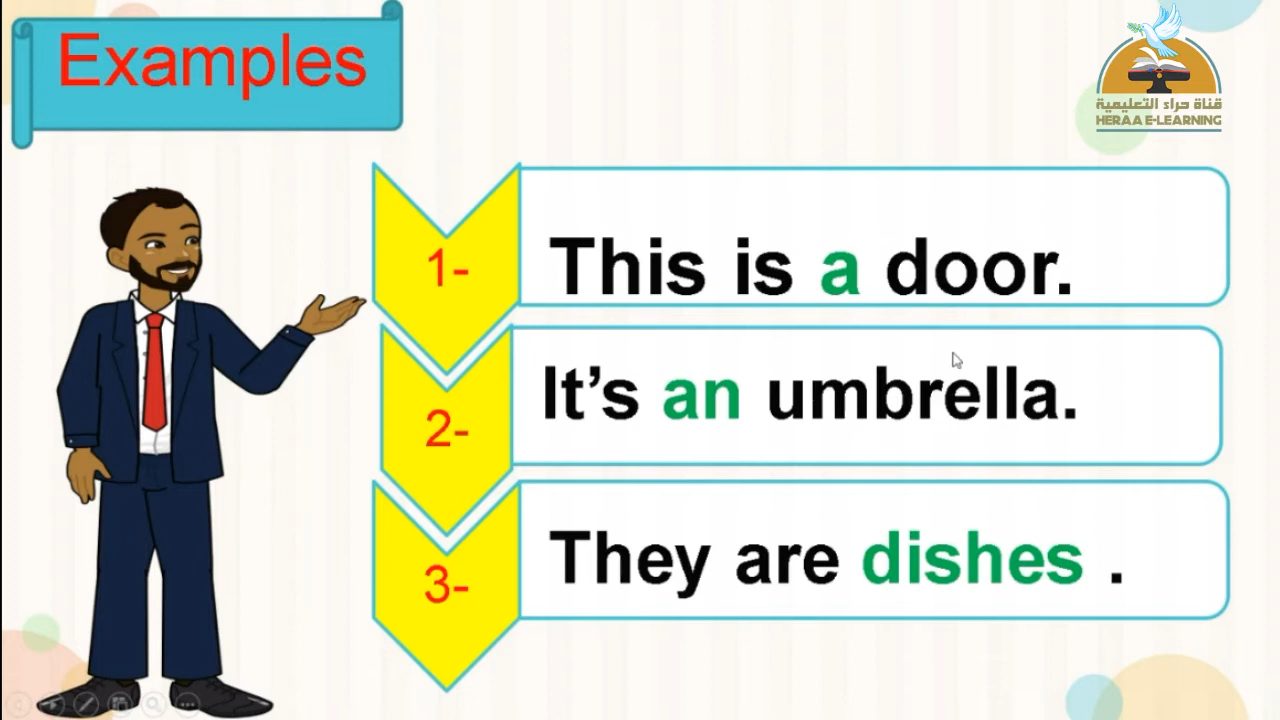 Examples
قناة حراء التعليمية
HERAA E-LEARNING
1- This is a door.
2- It’s an umbrella.
3- They are dishes .